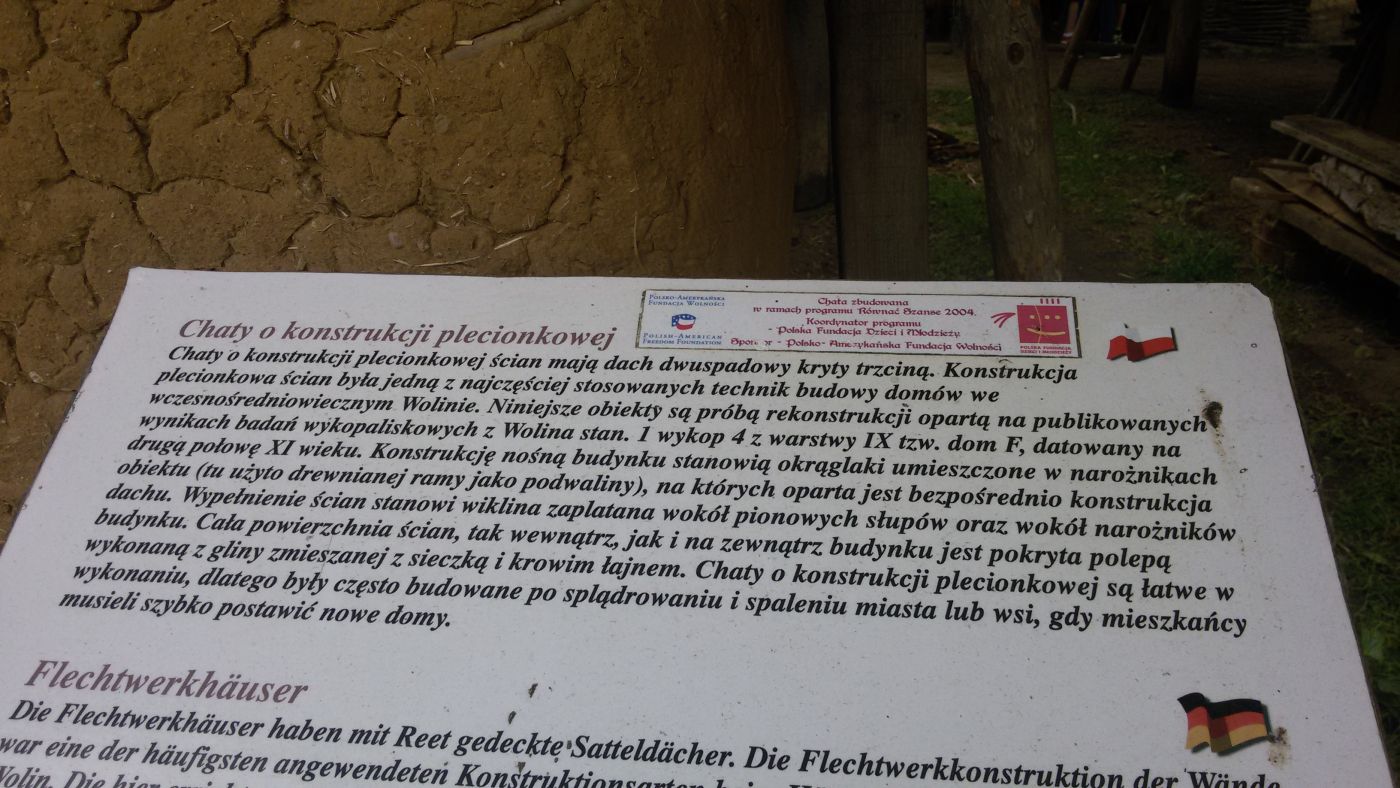 Chaty o konstrukcji plecionkowej
POLSKO-AMERYKAŃSKA
FUNDACJA WOLNOŚCI
POLISH-AMERICAN
FREEDOM FOUNDATION
Chata zbudowana
w ramach programu Równać Szanse 2004.
Koordynator programu
- Polska Fundacja Dzieci i Młodzieży
- Polsko-Amerykańska Fundacja Wolności
POLSKA FUNDACJA
DZIECI I MŁODZIEŻY
Chaty o konstrukcji plecionkowej ścian mają dach dwuspadowy kryty trzciną. Konstrukcja
plecionkowa ścian była jedną z najczęściej stosowanych technik budowy domów we
wczesnośredniowiecznym Wolinie. Niniejsze obiekty są próbą rekonstrukcji opartą na publikowanych
wynikach badań wykopaliskowych z Wolina stan. 1 wykop 4 z warstwy IX tzw. dom F, datowany na
drugą połowę XI wieku. Konstrukcję nośną budynku stanowią okrąglaki umieszczone w narożnikach
obiektu (tu użyto drewnianej ramy jako podwaliny), na których oparta jest bezpośrednio konstrukcja
dachu. Wypełnienie ścian stanowi wiklina zaplatana wokół pionowych słupów oraz wokół narożników
budynku. Cała powierzchnia ścian, tak wewnątrz, jak i na zewnątrz budynku jest pokryta polepą
wykonaną z gliny zmieszanej z sieczką i krowim łajnem. Chaty o konstrukcji plecionkowej są łatwe w
wykonaniu, dlatego były często budowane po splądrowaniu i spaleniu miasta lub wsi, gdy mieszkańcy
musieli szybko postawić nowe domy.
Flechtwerkhäuser
Die Flechtwerkhäuser haben mit Reet gedeckte Satteldächer. Die Flechtwerkkonstruktion der Wände
war eine der häufigsten angewendeten Konstruktionsarten beim
Wolin. Die hier